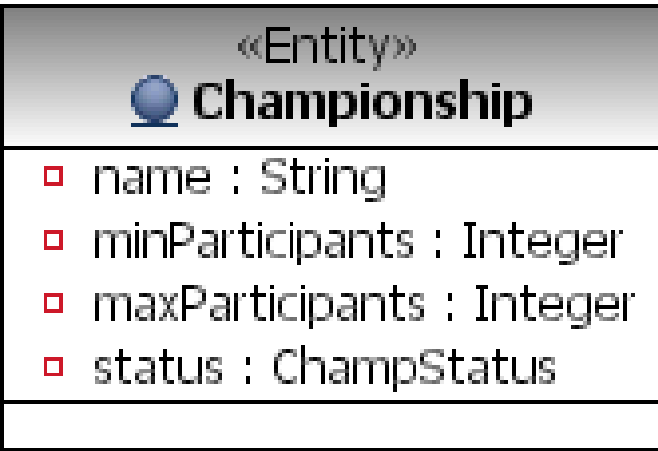 «Entity»
Championship
name : String
minParticipants : Integer
maxParticipants : Integer
status : ChampStatus